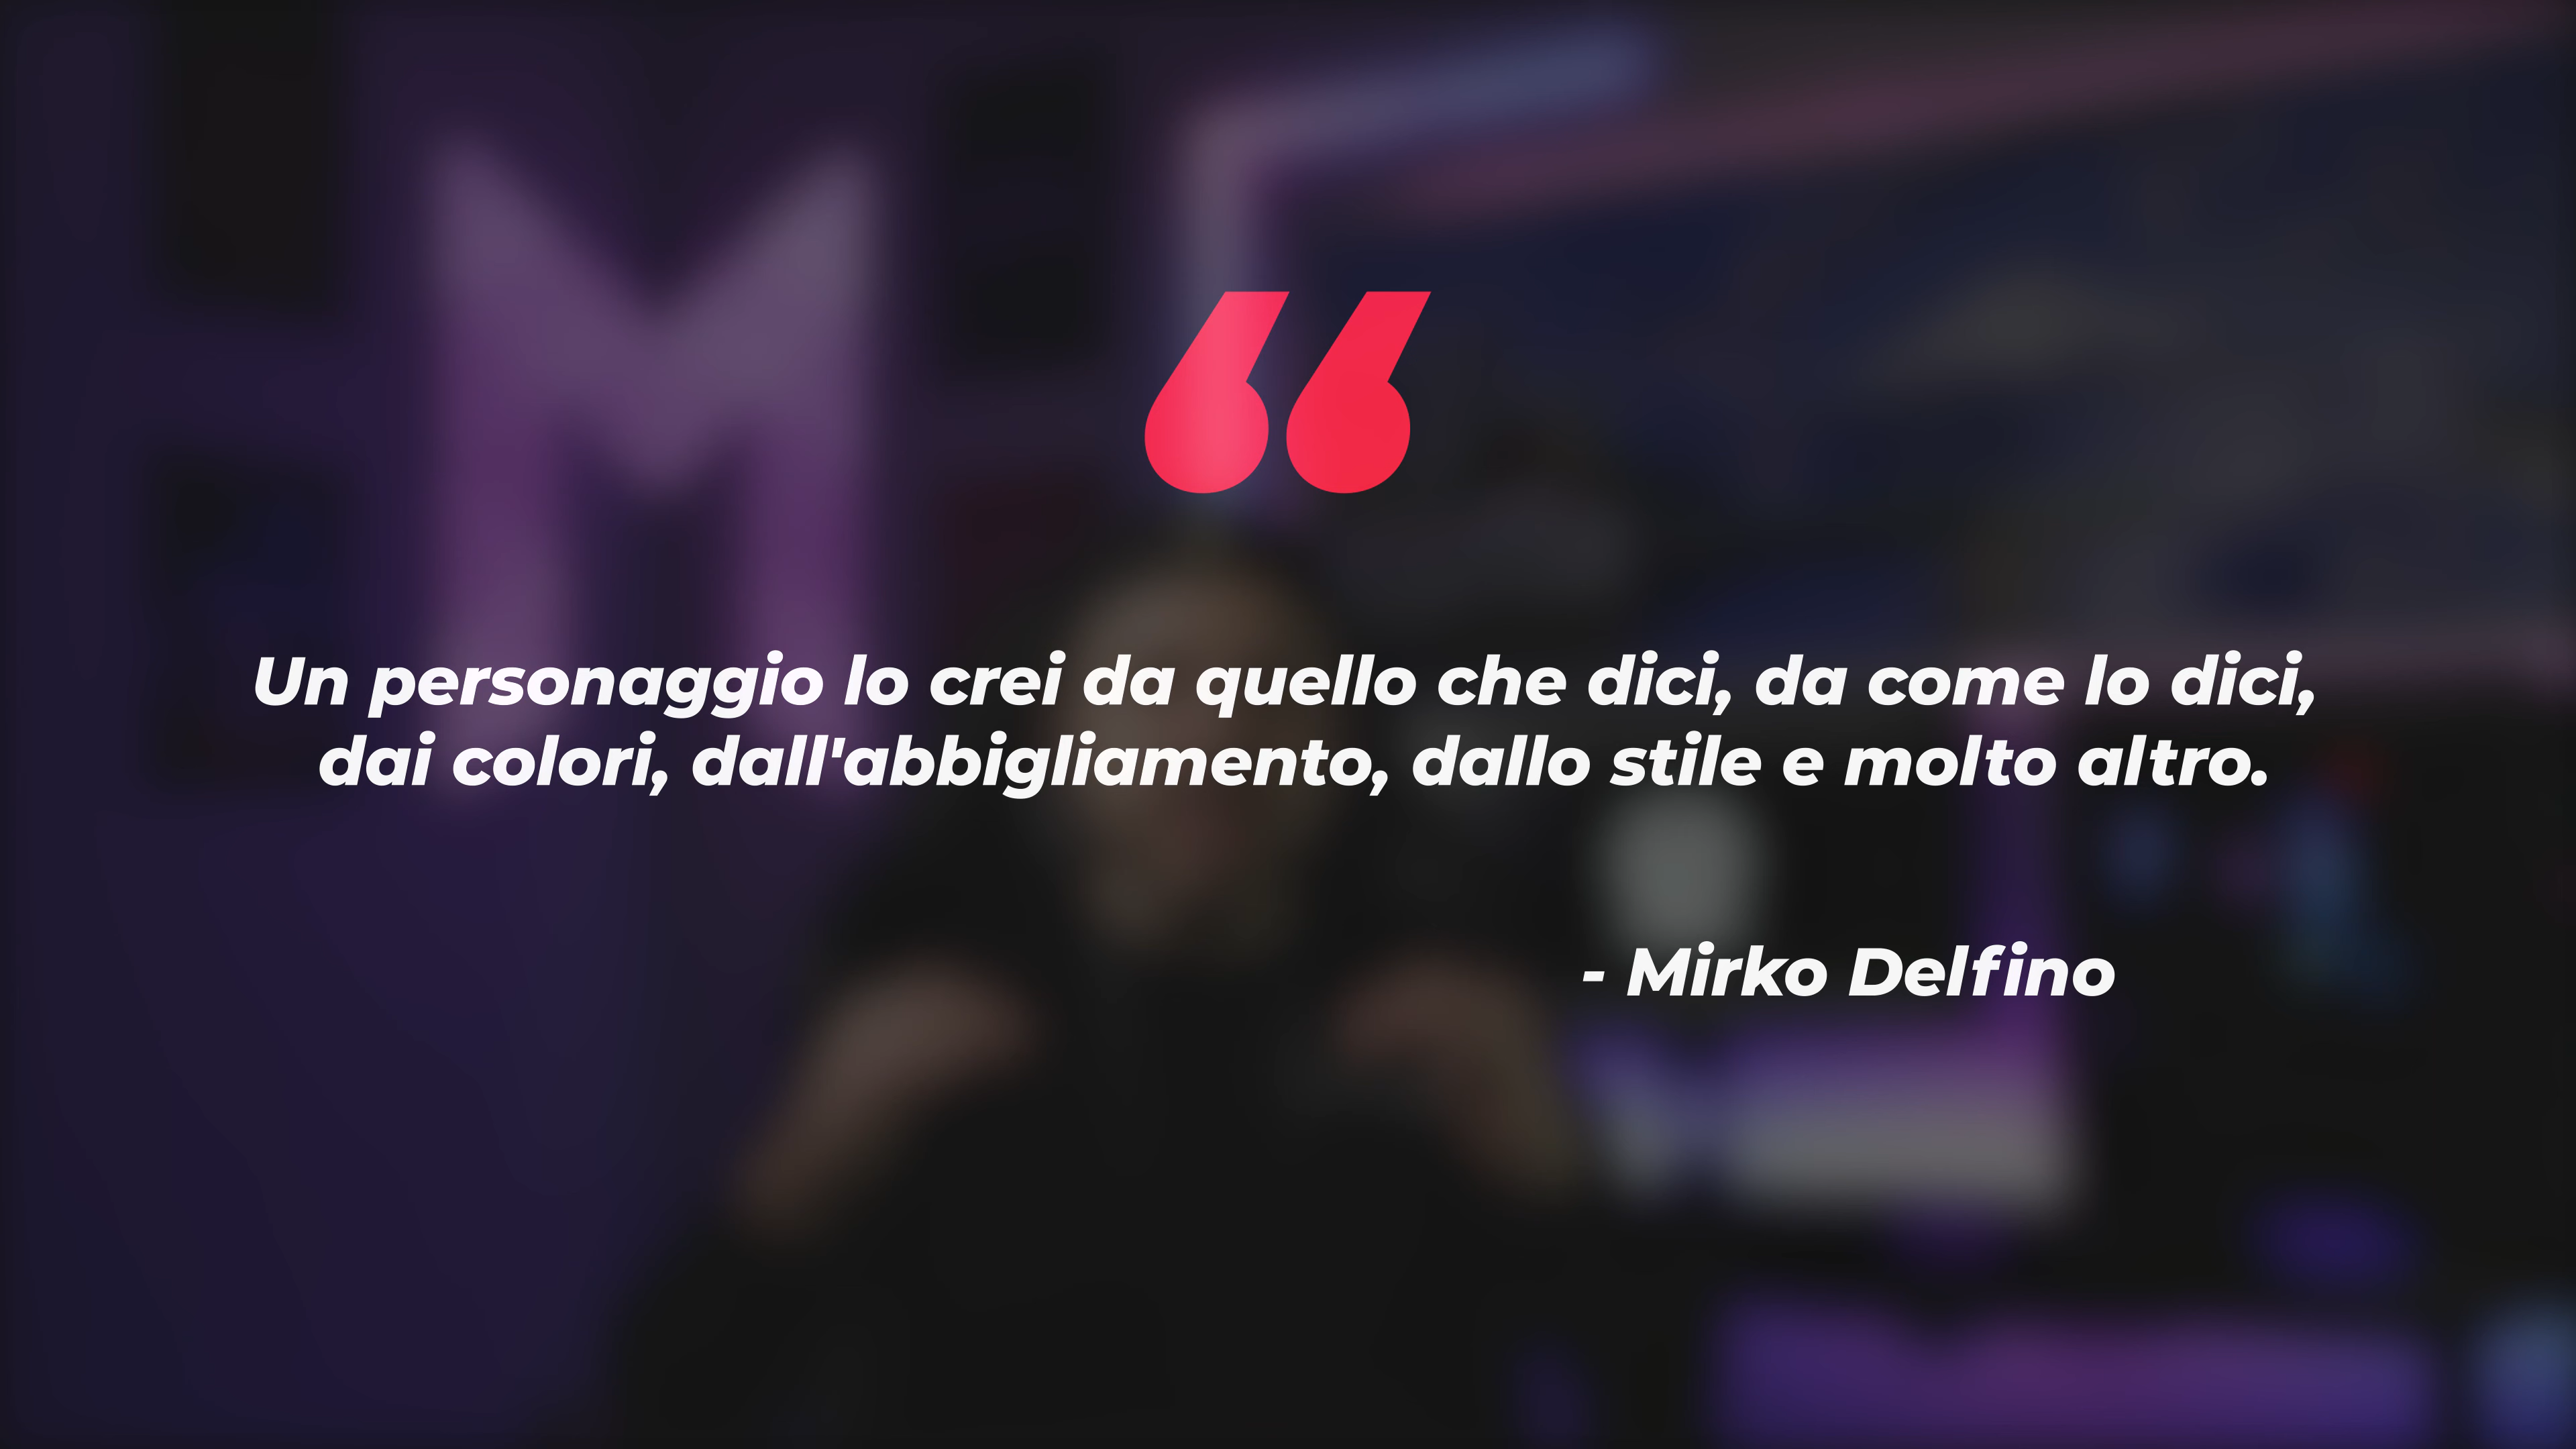 “
Un personaggio lo crei da quello che dici, da come lo dici,
dai colori, dall'abbigliamento, dallo stile e molto altro.
- Mirko Delfino